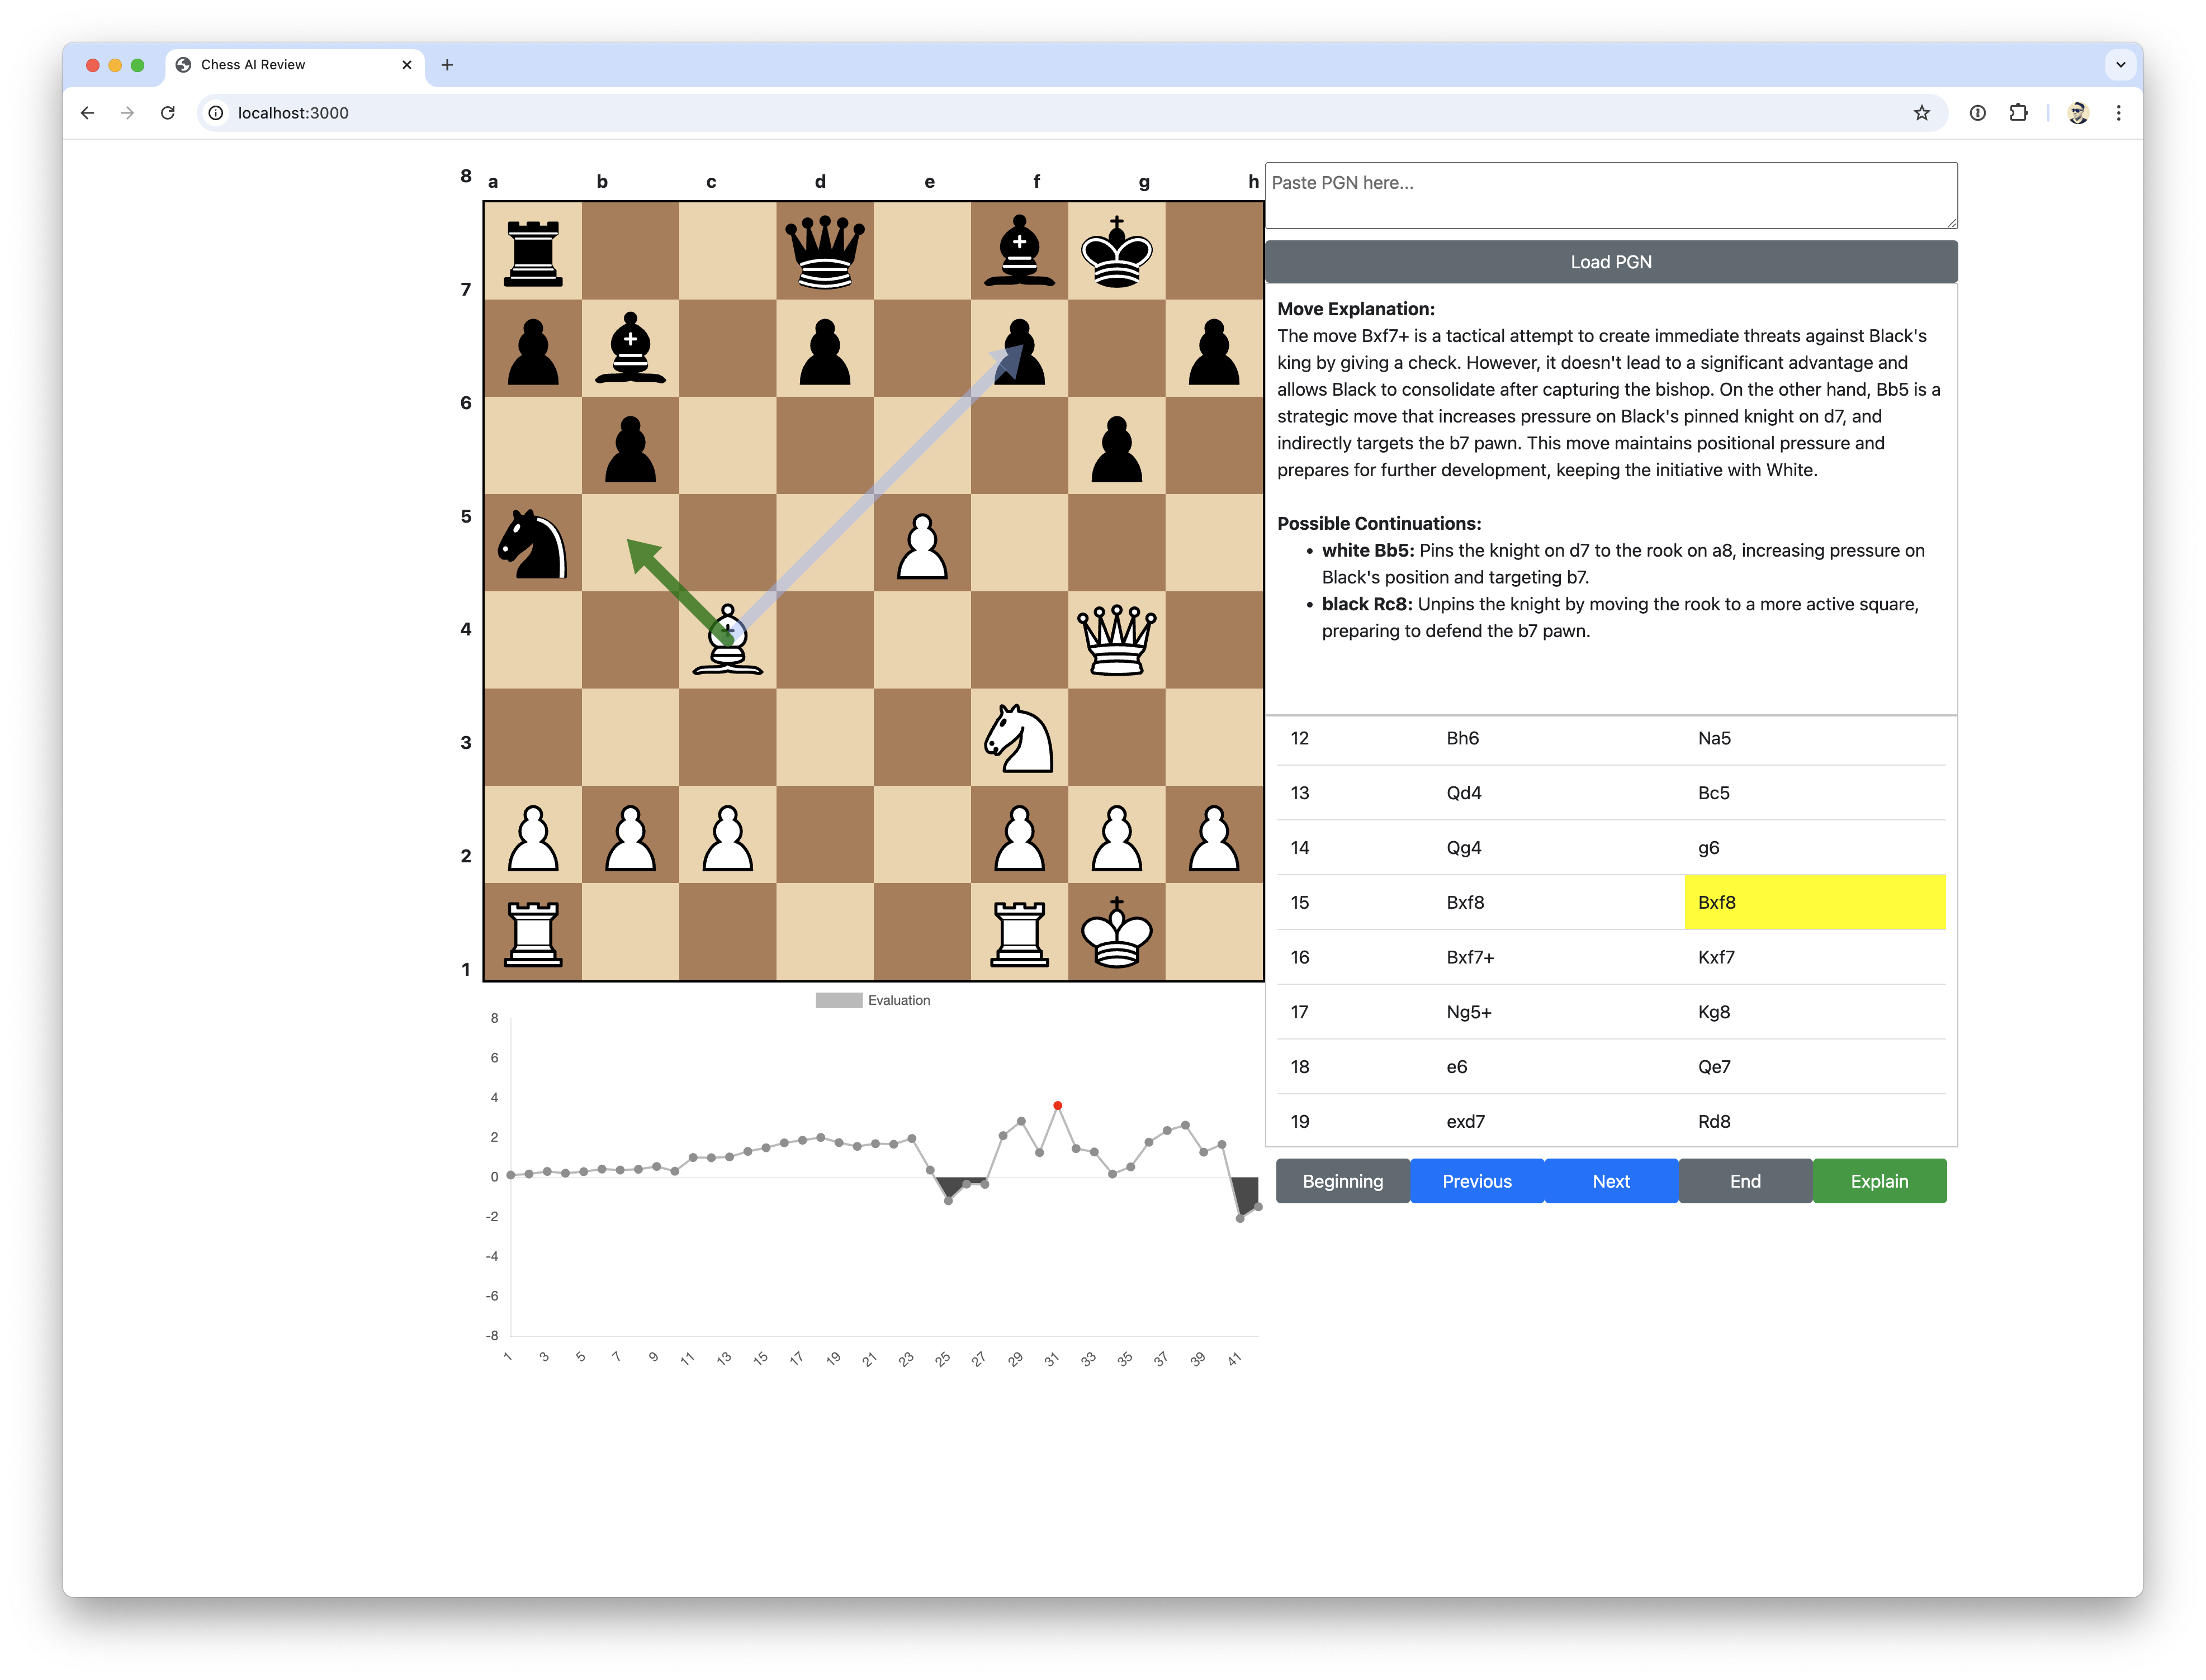 Chess AI Review
localhost:3000
8 a b c d e f g h
7
6
5
4
3
2
1
Paste PGN here...
Load PGN
Move Explanation:
The move Bxf7+ is a tactical attempt to create immediate threats against Black's
king by giving a check. However, it doesn't lead to a significant advantage and
allows Black to consolidate after capturing the bishop. On the other hand, Bb5 is a
strategic move that increases pressure on Black's pinned knight on d7, and
indirectly targets the b7 pawn. This move maintains positional pressure and
prepares for further development, keeping the initiative with White.
Possible Continuations:
• white Bb5: Pins the knight on d7 to the rook on a8, increasing pressure on
Black's position and targeting b7.
• black Rc8: Unpins the knight by moving the rook to a more active square,
preparing to defend the b7 pawn.
12 Bh6 Na5
13 Qd4 Bc5
14 Qg4 g6
15 Bxf8 Bxf8
16 Bxf7+ Kxf7
17 Ng5+ Kg8
18 e6 Qe7
19 exd7 Rd8
Beginning Previous Next End Explain
Evaluation
8
6
4
2
0
-2
-4
-6
-8
1 3 5 7 9 11 13 15 17 19 21 23 25 27 29 31 33 35 37 39 41